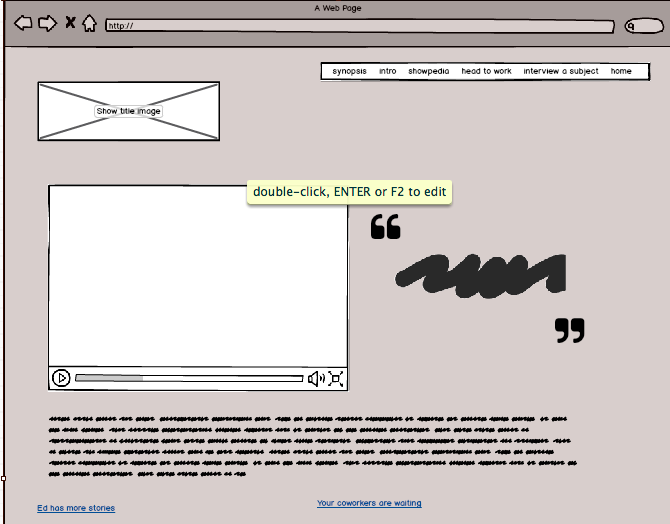 A Web Page
http://
synopsis intro showpedia head to work interview a subject home
Show title image
double-click, ENTER or F2 to edit
“
”
Ed has more stories
Your coworkers are waiting